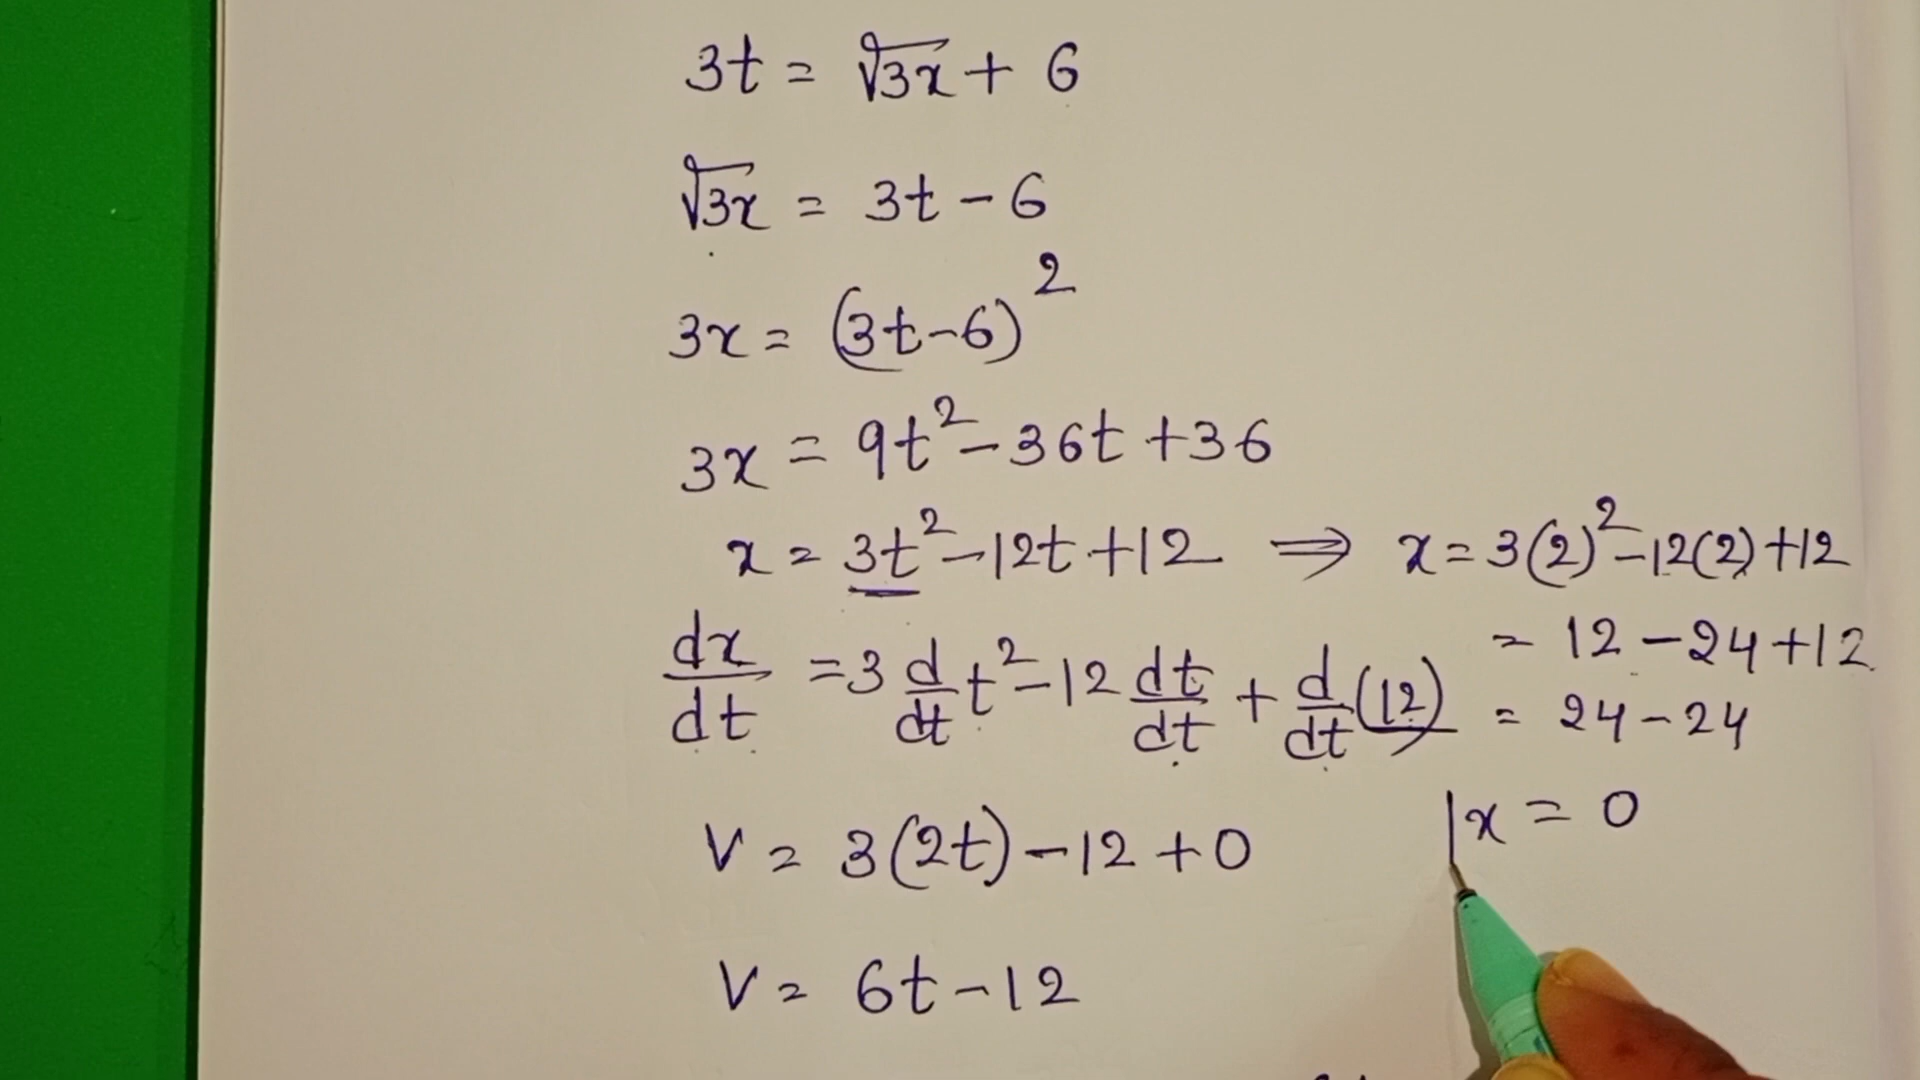 3t = √3x + 6
√3x = 3t - 6
3x = (3t-6)²
3x = 9t² - 36t + 36
x = 3t² - 12t + 12 ⇒ x = 3(2)² - 12(2) + 12
= 12 - 24 + 12
= 24 - 24
x = 0
dx/dt = 3 d/dt t² - 12 dt/dt + d/dt (12)
V = 3(2t) - 12 + 0
V = 6t - 12